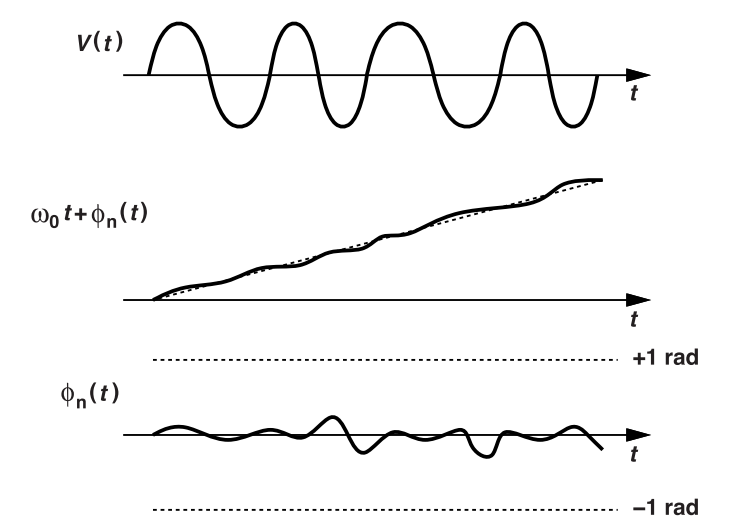 V(t)
t
ω₀ t+ϕₙ(t)
t
+1 rad
ϕₙ(t)
t
−1 rad